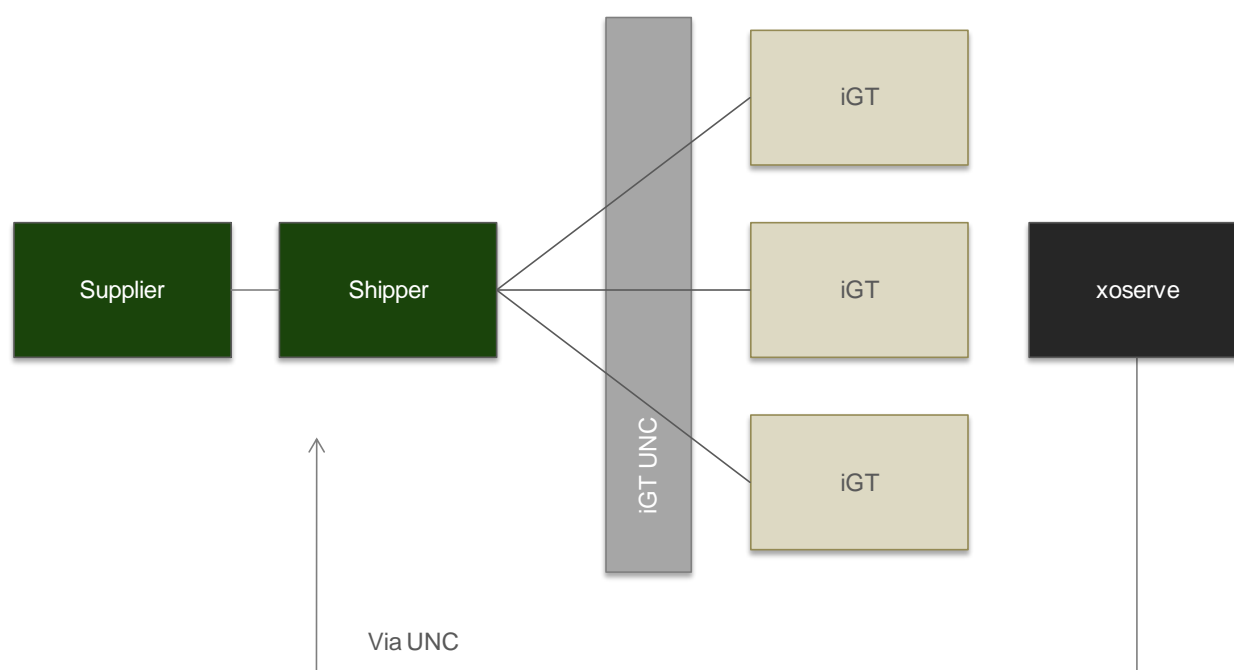 iGT
Supplier
Shipper
iGT
xoserve
iGT UNC
iGT
Via UNC